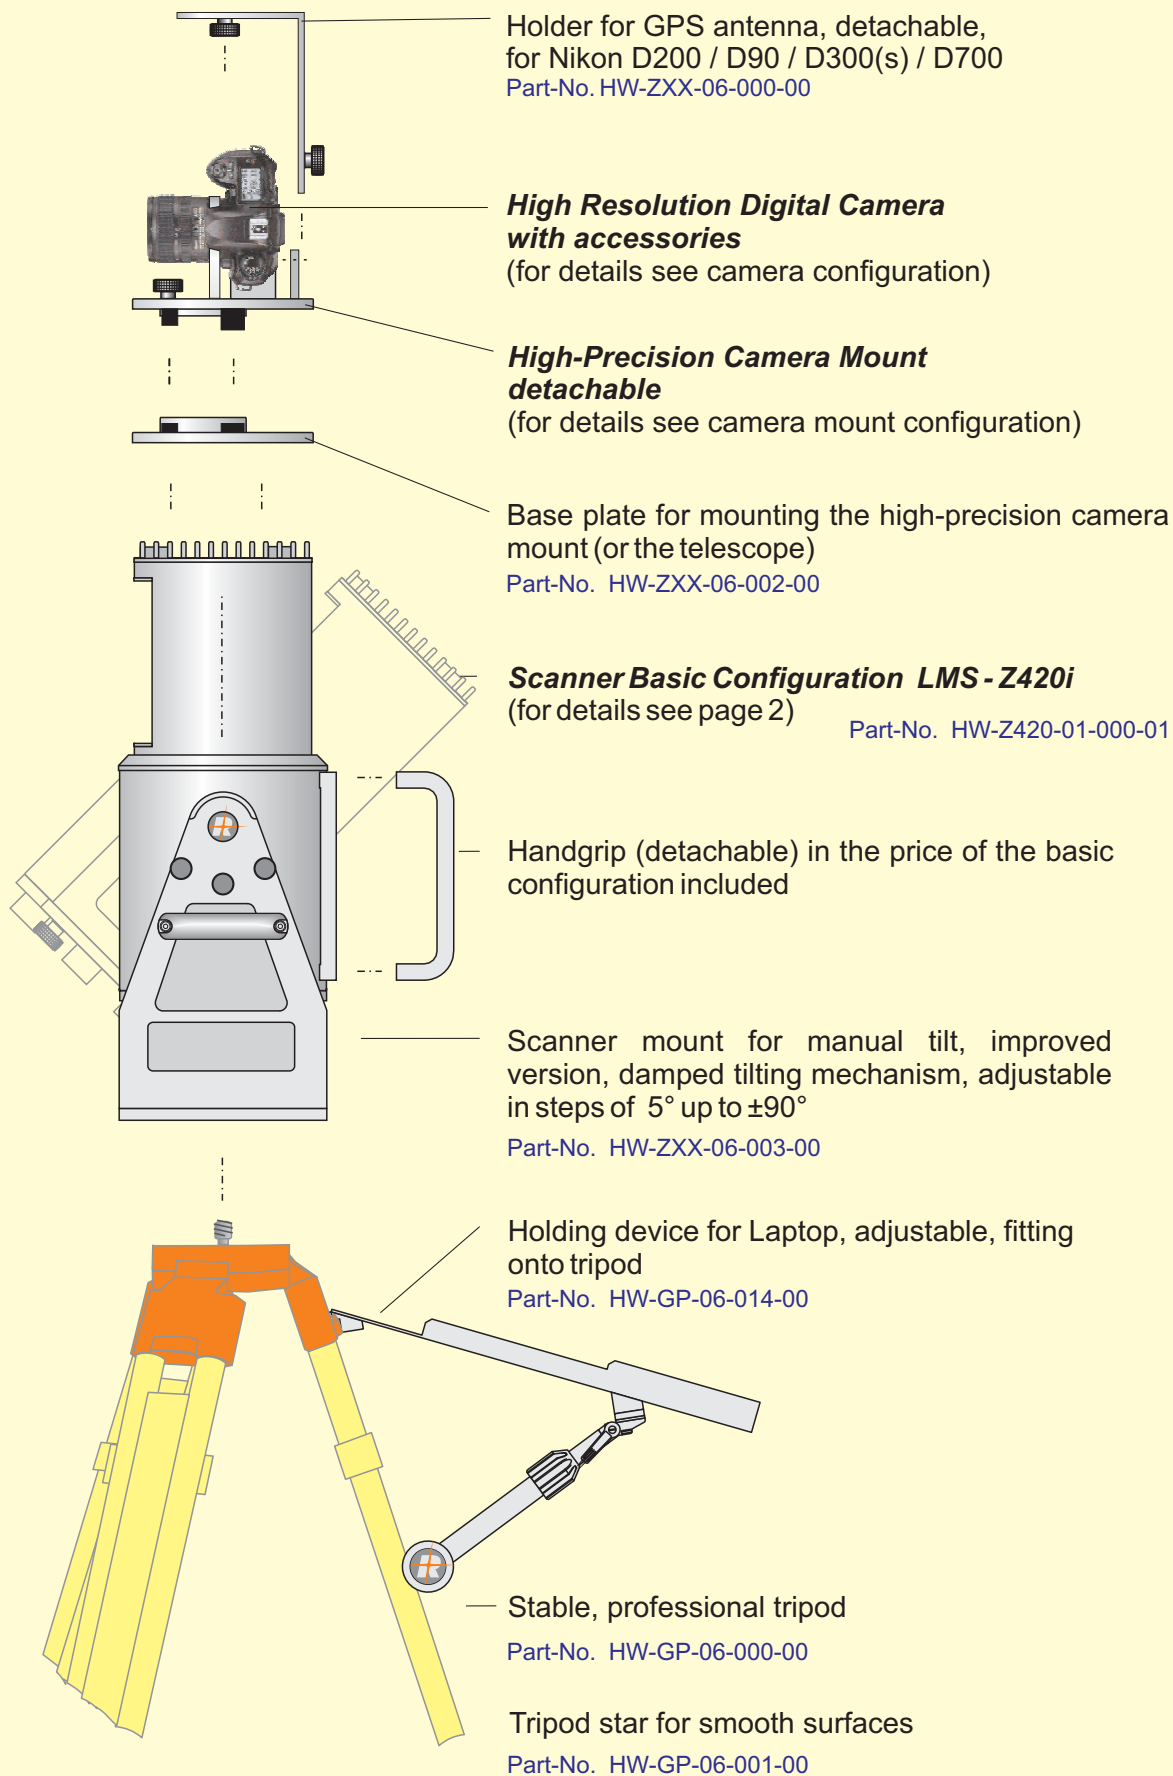 Holder for GPS antenna, detachable,
for Nikon D200 / D90 / D300(s) / D700
Part-No. HW-ZXX-06-000-00
High Resolution Digital Camera
with accessories
(for details see camera configuration)
High-Precision Camera Mount
detachable
(for details see camera mount configuration)
Base plate for mounting the high-precision camera
mount (or the telescope)
Part-No. HW-ZXX-06-002-00
Scanner Basic Configuration LMS - Z420i
(for details see page 2)
Part-No. HW-Z420-01-000-01
Handgrip (detachable) in the price of the basic
configuration included
Scanner mount for manual tilt, improved
version, damped tilting mechanism, adjustable
in steps of 5° up to ±90°
Part-No. HW-ZXX-06-003-00
Holding device for Laptop, adjustable, fitting
onto tripod
Part-No. HW-GP-06-014-00
Stable, professional tripod
Part-No. HW-GP-06-000-00
Tripod star for smooth surfaces
Part-No. HW-GP-06-001-00